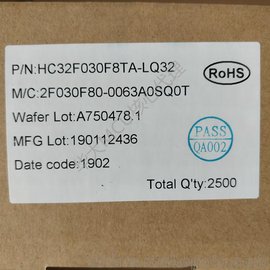 P/N:HC32F030F8TA-LQ32
RoHS
M/C:2F030F80-0063A0SQ0T
Wafer Lot:A750478.1
MFG Lot:190112436
PASS
QA002
Date code:1902
Total Q'ty:2500